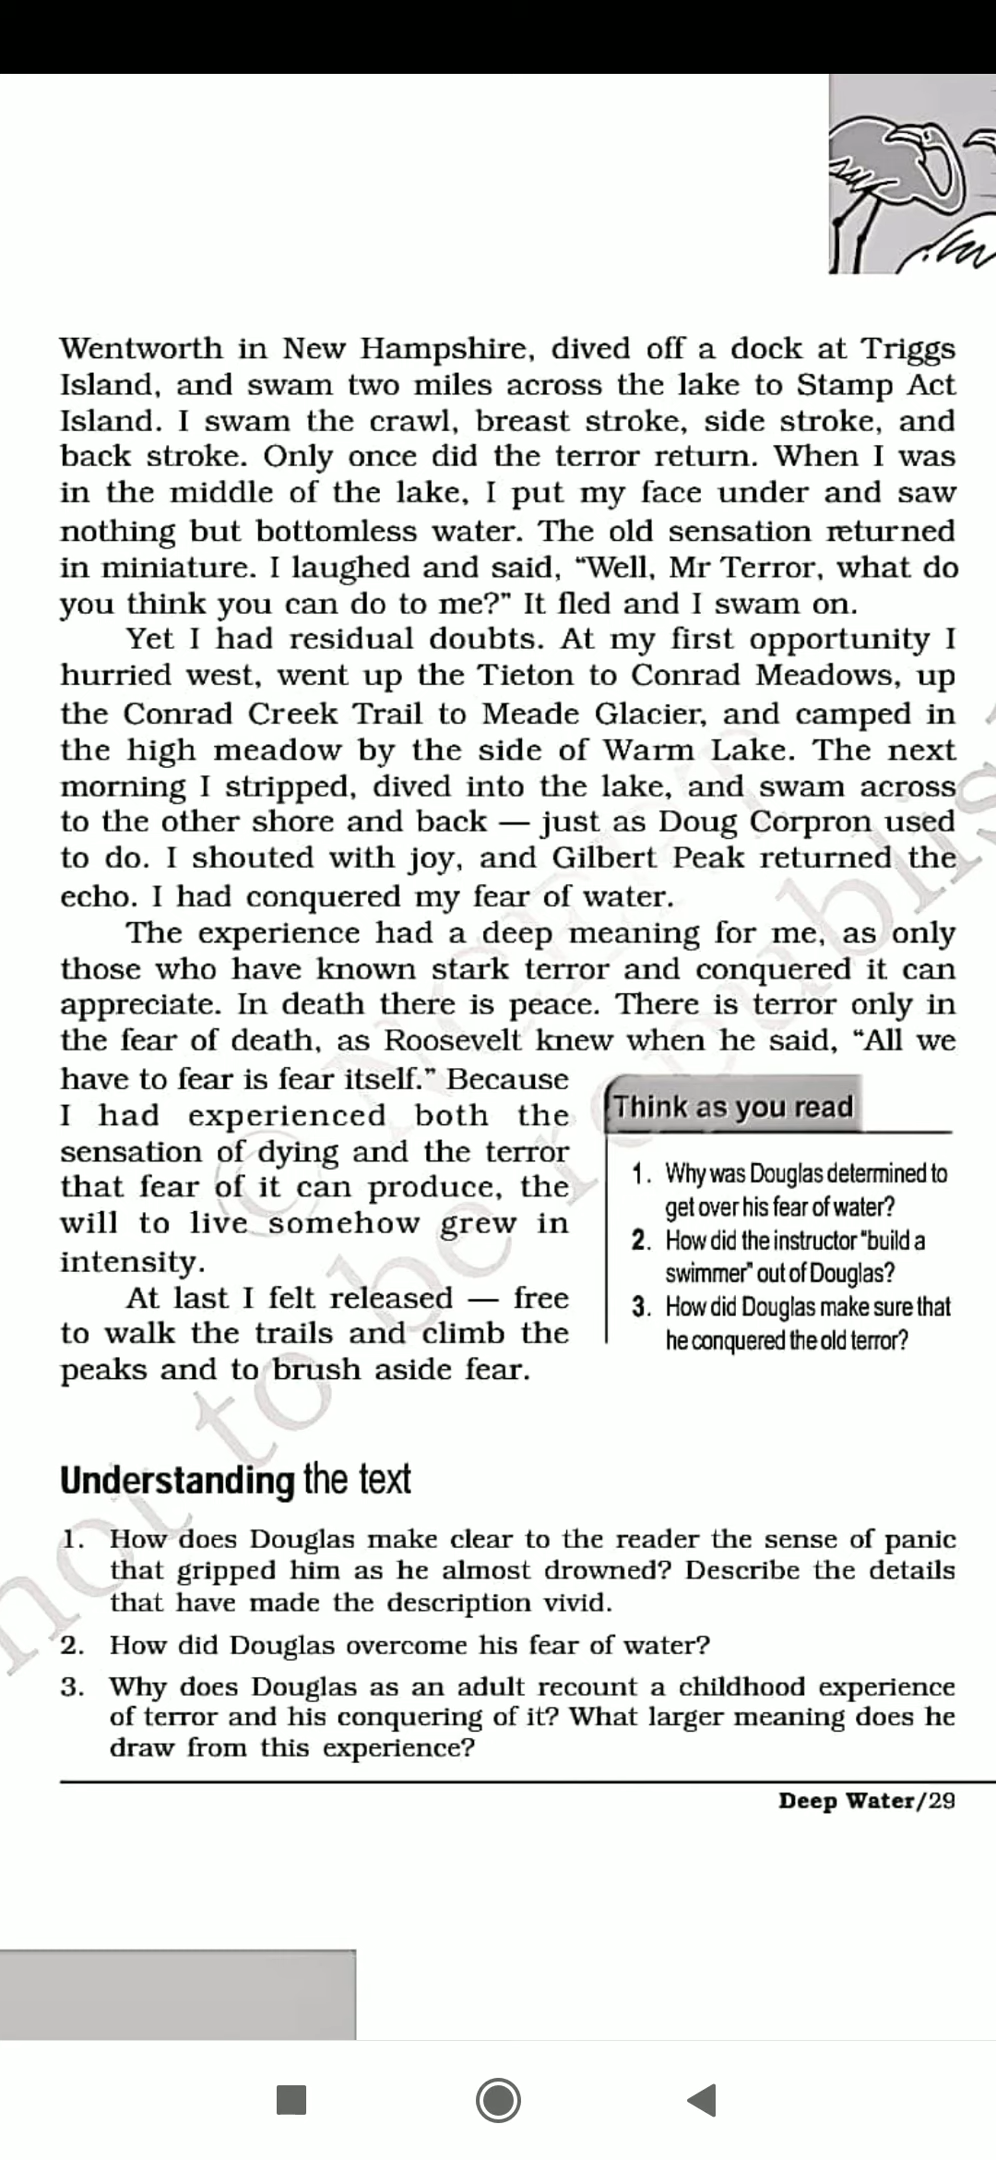 Wentworth in New Hampshire, dived off a dock at Triggs
Island, and swam two miles across the lake to Stamp Act
Island. I swam the crawl, breast stroke, side stroke, and
back stroke. Only once did the terror return. When I was
in the middle of the lake, I put my face under and saw
nothing but bottomless water. The old sensation returned
in miniature. I laughed and said, “Well, Mr Terror, what do
you think you can do to me?” It fled and I swam on.
Yet I had residual doubts. At my first opportunity I
hurried west, went up the Tieton to Conrad Meadows, up
the Conrad Creek Trail to Meade Glacier, and camped in
the high meadow by the side of Warm Lake. The next
morning I stripped, dived into the lake, and swam across
to the other shore and back — just as Doug Corpron used
to do. I shouted with joy, and Gilbert Peak returned the
echo. I had conquered my fear of water.
The experience had a deep meaning for me, as only
those who have known stark terror and conquered it can
appreciate. In death there is peace. There is terror only in
the fear of death, as Roosevelt knew when he said, “All we
have to fear is fear itself.” Because
I had experienced both the
sensation of dying and the terror
that fear of it can produce, the
will to live somehow grew in
intensity.
At last I felt released — free
to walk the trails and climb the
peaks and to brush aside fear.
Think as you read
1. Why was Douglas determined to
get over his fear of water?
2. How did the instructor “build a
swimmer” out of Douglas?
3. How did Douglas make sure that
he conquered the old terror?
Understanding the text
1. How does Douglas make clear to the reader the sense of panic
that gripped him as he almost drowned? Describe the details
that have made the description vivid.
2. How did Douglas overcome his fear of water?
3. Why does Douglas as an adult recount a childhood experience
of terror and his conquering of it? What larger meaning does he
draw from this experience?
Deep Water/29
© NCERT
not to be republis